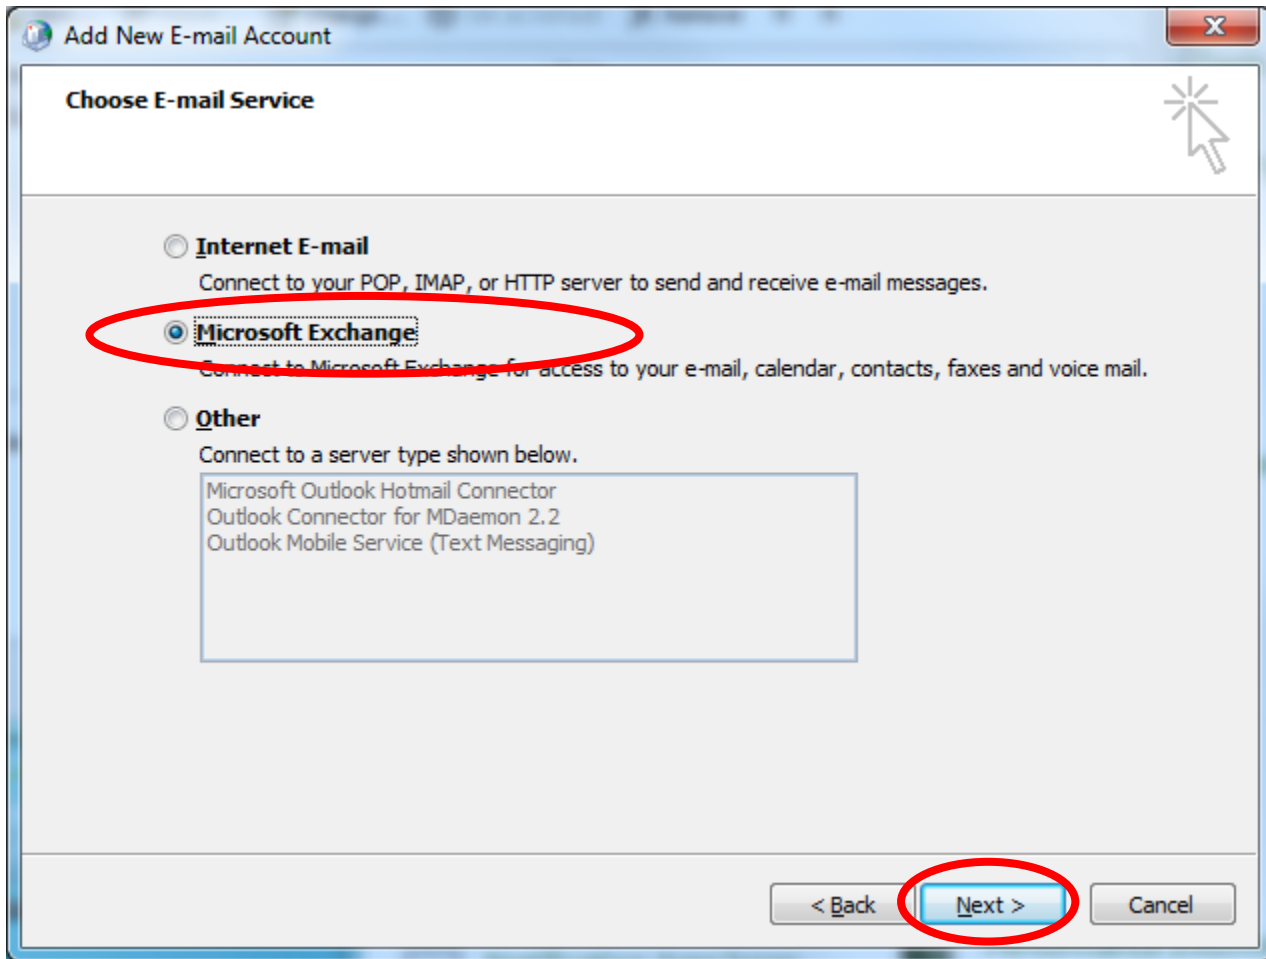 Add New E-mail Account
Choose E-mail Service
Internet E-mail
Connect to your POP, IMAP, or HTTP server to send and receive e-mail messages.
Microsoft Exchange
Connect to Microsoft Exchange for access to your e-mail, calendar, contacts, faxes and voice mail.
Other
Connect to a server type shown below.
Microsoft Outlook Hotmail Connector
Outlook Connector for MDaemon 2.2
Outlook Mobile Service (Text Messaging)
< Back Next > Cancel